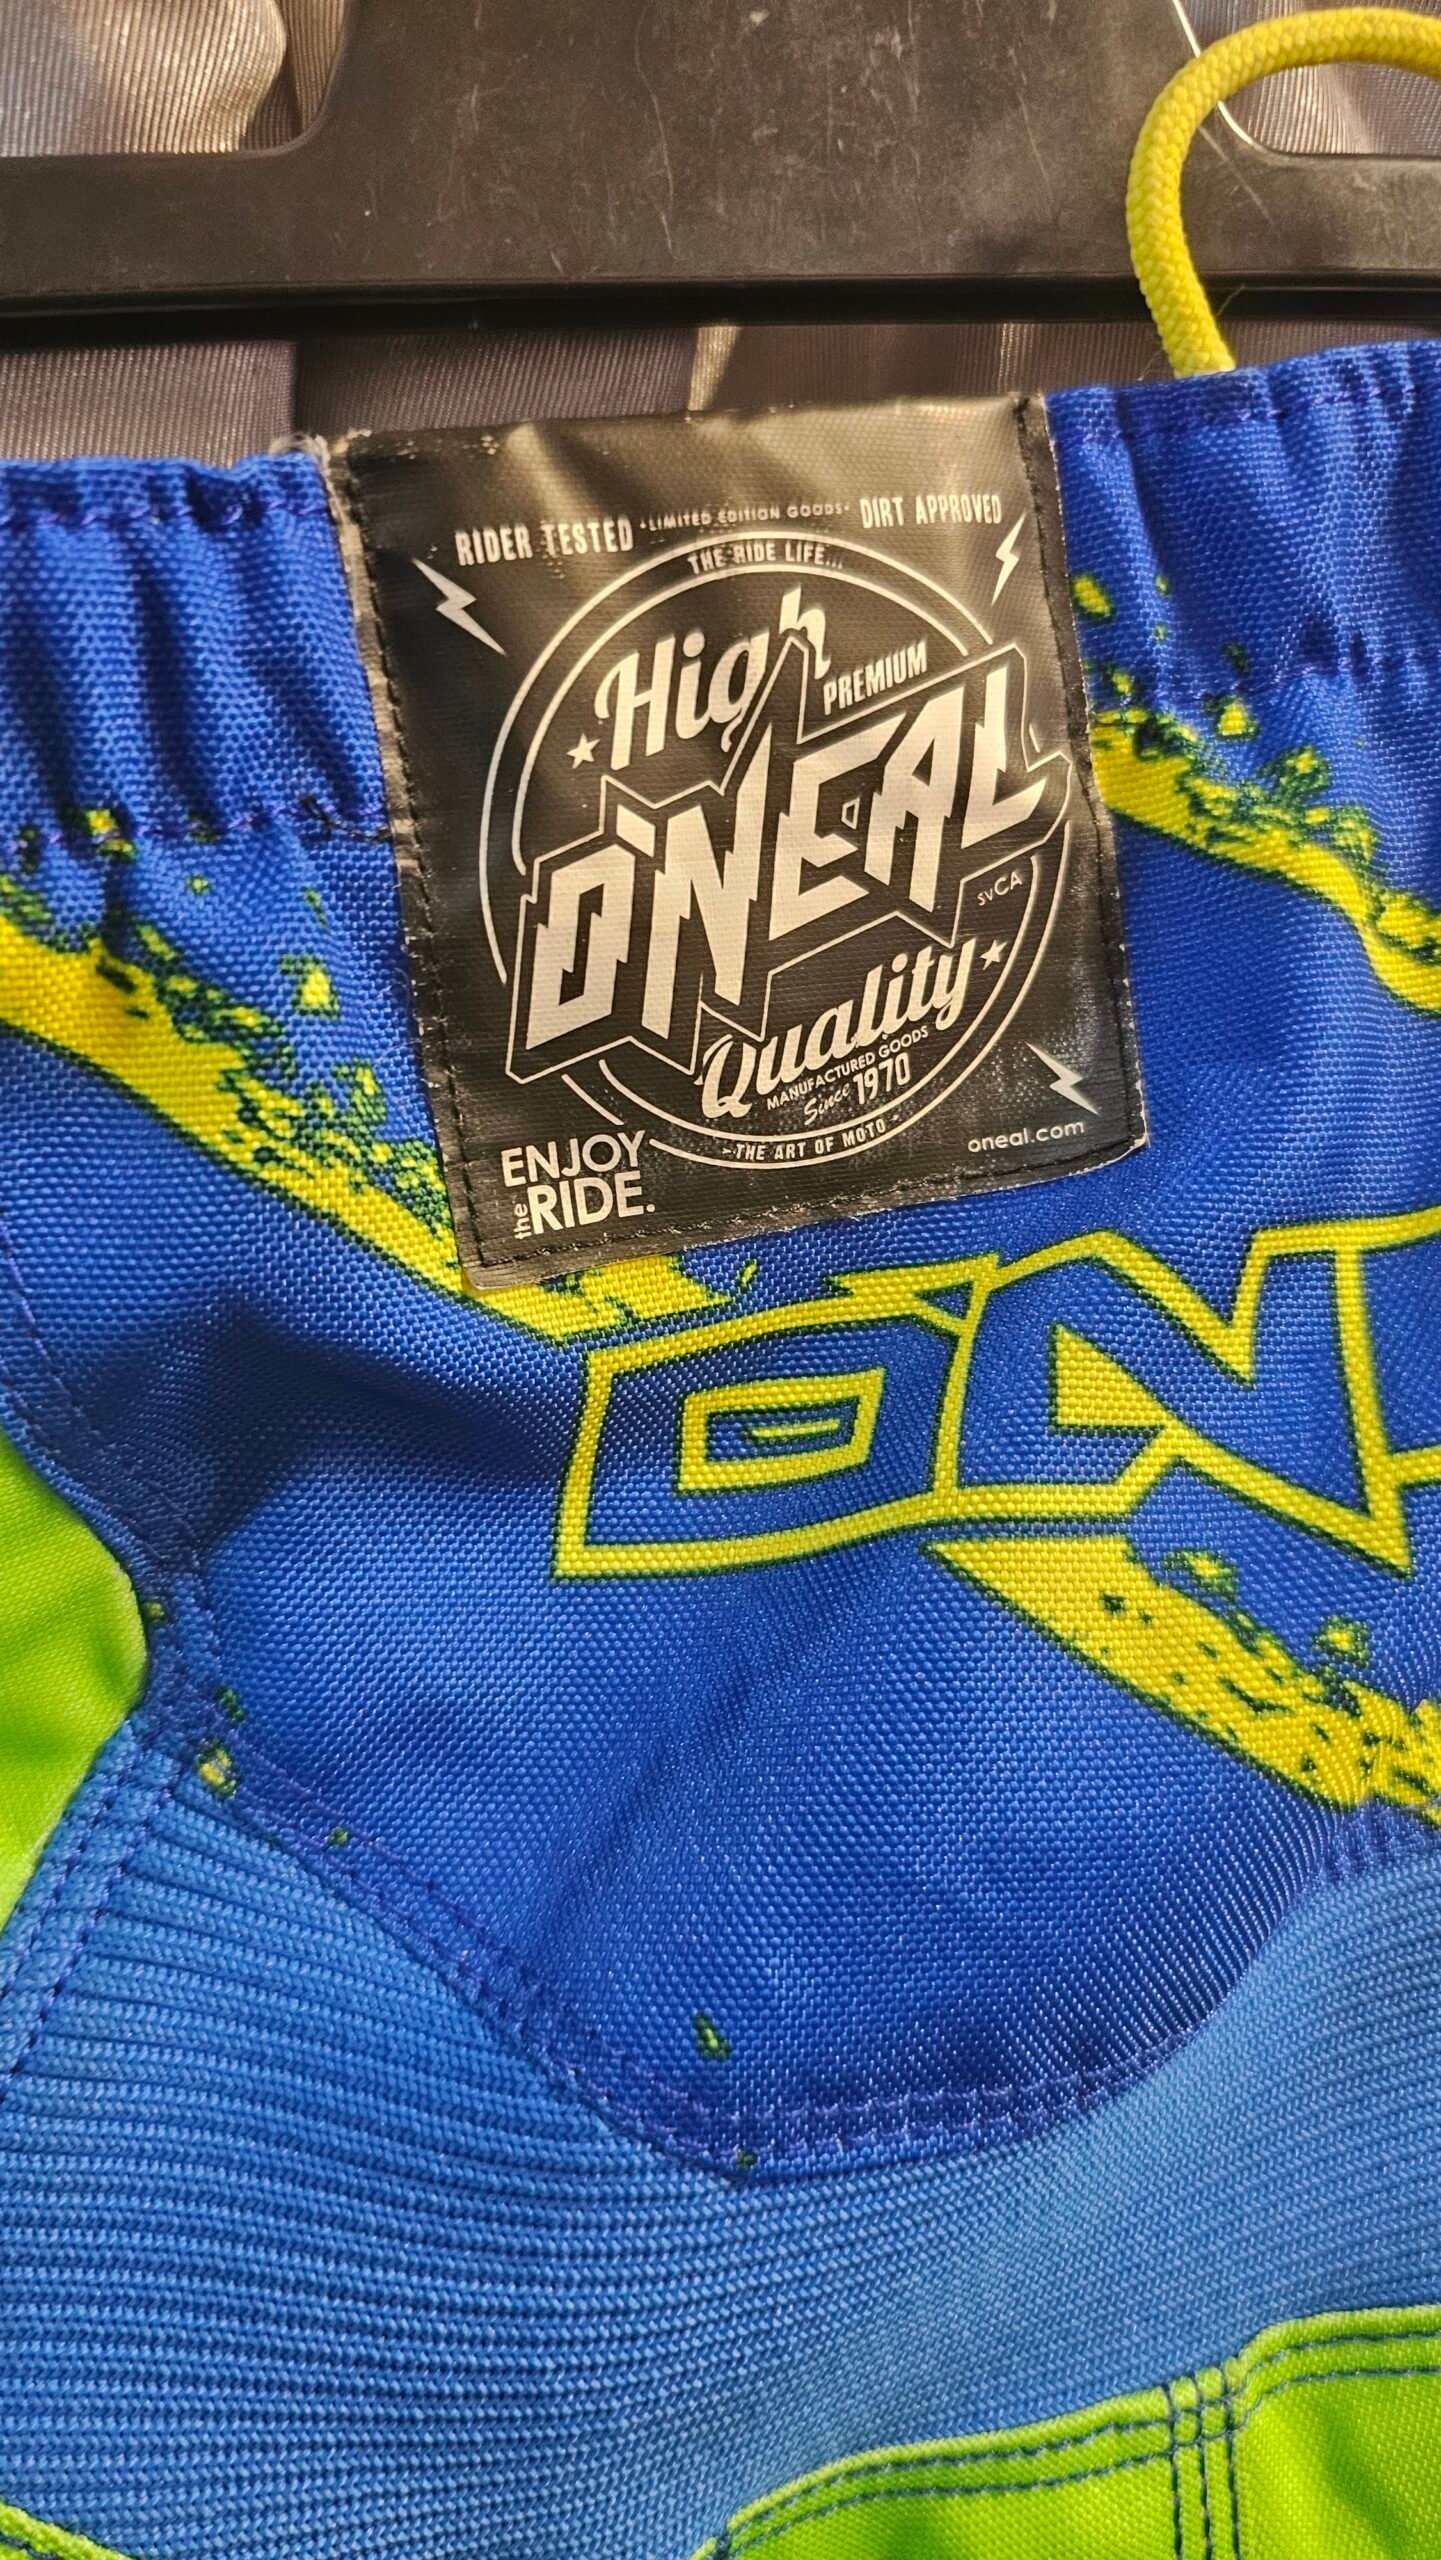 RIDER TESTED ·LIMITED EDITION GOODS· DIRT APPROVED
THE RIDE LIFE...
High
PREMIUM
O'NEAL
SVCA
Quality
MANUFACTURED GOODS
Since 1970
THE ART OF MOTO
ENJOY
the RIDE.
oneal.com
ON